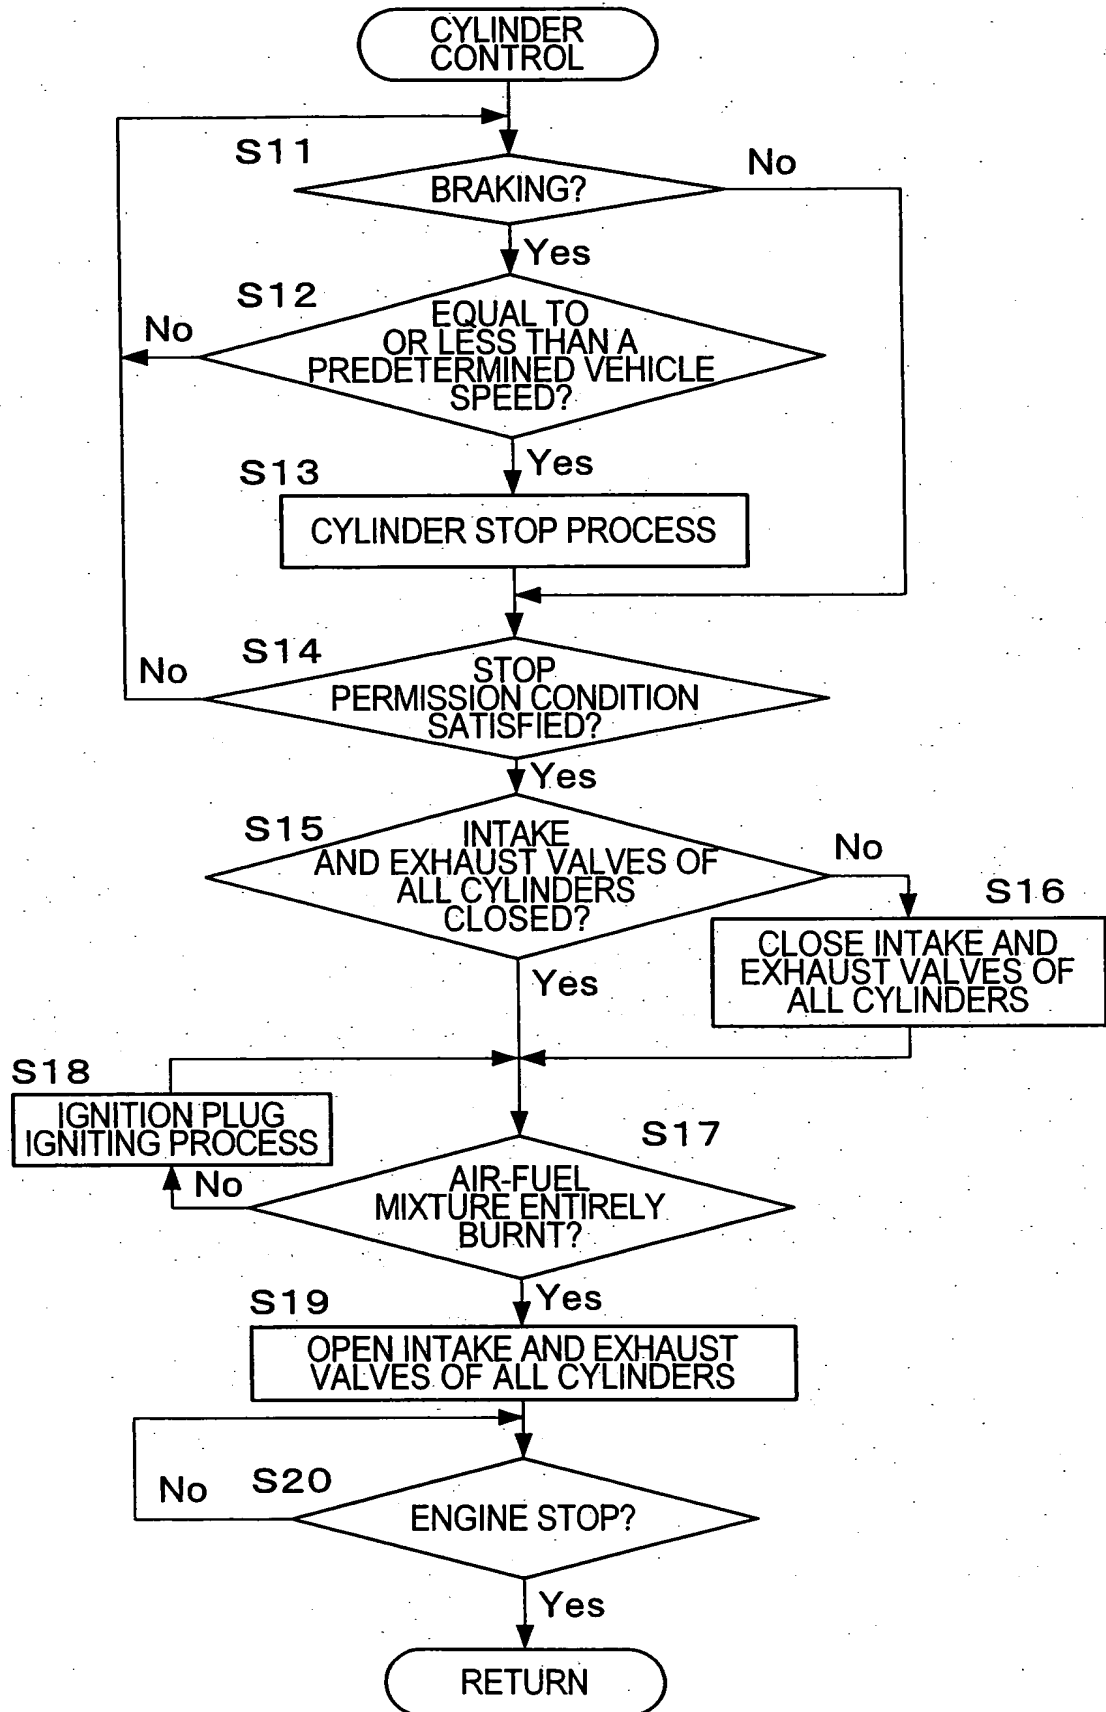 CYLINDER
CONTROL
S11
No
BRAKING?
Yes
S12
No
EQUAL TO
OR LESS THAN A
PREDETERMINED VEHICLE
SPEED?
Yes
S13
CYLINDER STOP PROCESS
S14
No
STOP
PERMISSION CONDITION
SATISFIED?
Yes
S15
INTAKE
AND EXHAUST VALVES OF
ALL CYLINDERS
CLOSED?
No
S16
CLOSE INTAKE AND
EXHAUST VALVES OF
ALL CYLINDERS
Yes
S18
IGNITION PLUG
IGNITING PROCESS
No
S17
AIR-FUEL
MIXTURE ENTIRELY
BURNT?
Yes
S19
OPEN INTAKE AND EXHAUST
VALVES OF ALL CYLINDERS
S20
No
ENGINE STOP?
Yes
RETURN